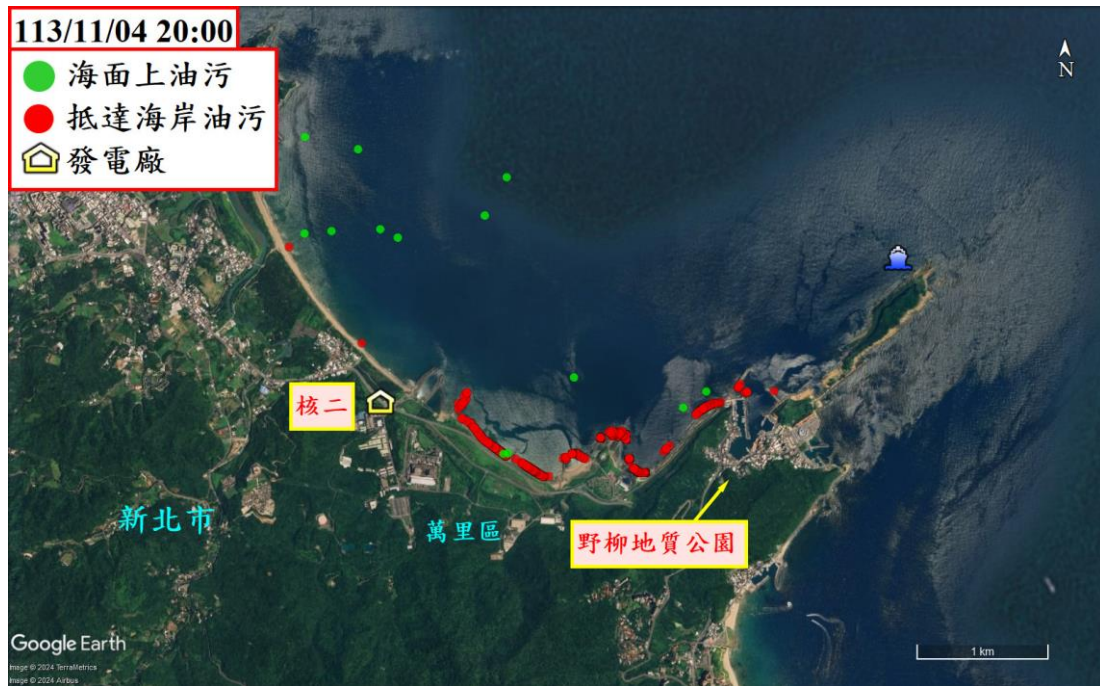 113/11/04 20:00
海面上油污
抵達海岸油污
發電廠
N
核二
新北市
萬里區
野柳地質公園
Google Earth
Image © 2024 TerraMetrics
Image © 2024 Airbus
1 km